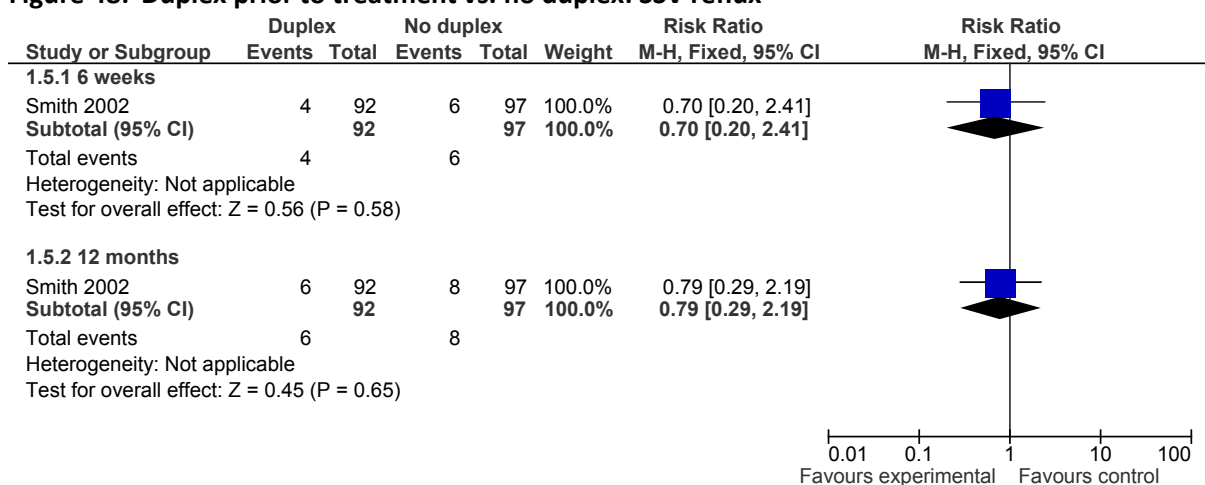 Figure 48: Duplex prior to treatment vs. no duplex: SSV reflux
Duplex No duplex Risk Ratio Risk Ratio
Study or Subgroup Events Total Events Total Weight M-H, Fixed, 95% CI M-H, Fixed, 95% CI
1.5.1 6 weeks
Smith 2002 4 92 6 97 100.0% 0.70 [0.20, 2.41]
Subtotal (95% CI) 92 97 100.0% 0.70 [0.20, 2.41]
Total events 4 6
Heterogeneity: Not applicable
Test for overall effect: Z = 0.56 (P = 0.58)
1.5.2 12 months
Smith 2002 6 92 8 97 100.0% 0.79 [0.29, 2.19]
Subtotal (95% CI) 92 97 100.0% 0.79 [0.29, 2.19]
Total events 6 8
Heterogeneity: Not applicable
Test for overall effect: Z = 0.45 (P = 0.65)
0.01 0.1 1 10 100
Favours experimental Favours control